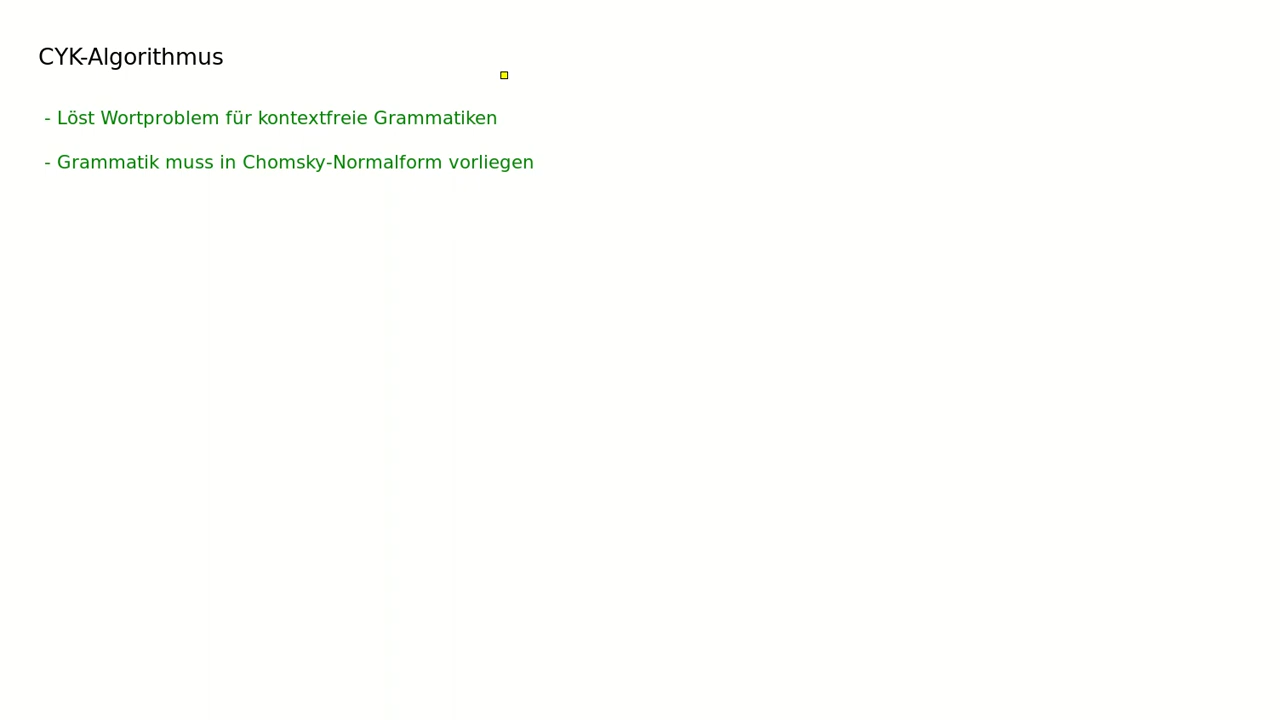 CYK-Algorithmus
- Löst Wortproblem für kontextfreie Grammatiken
- Grammatik muss in Chomsky-Normalform vorliegen